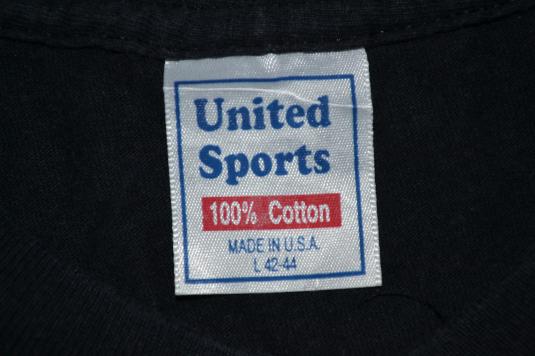 United
Sports
100% Cotton
MADE IN U.S.A.
L 42-44